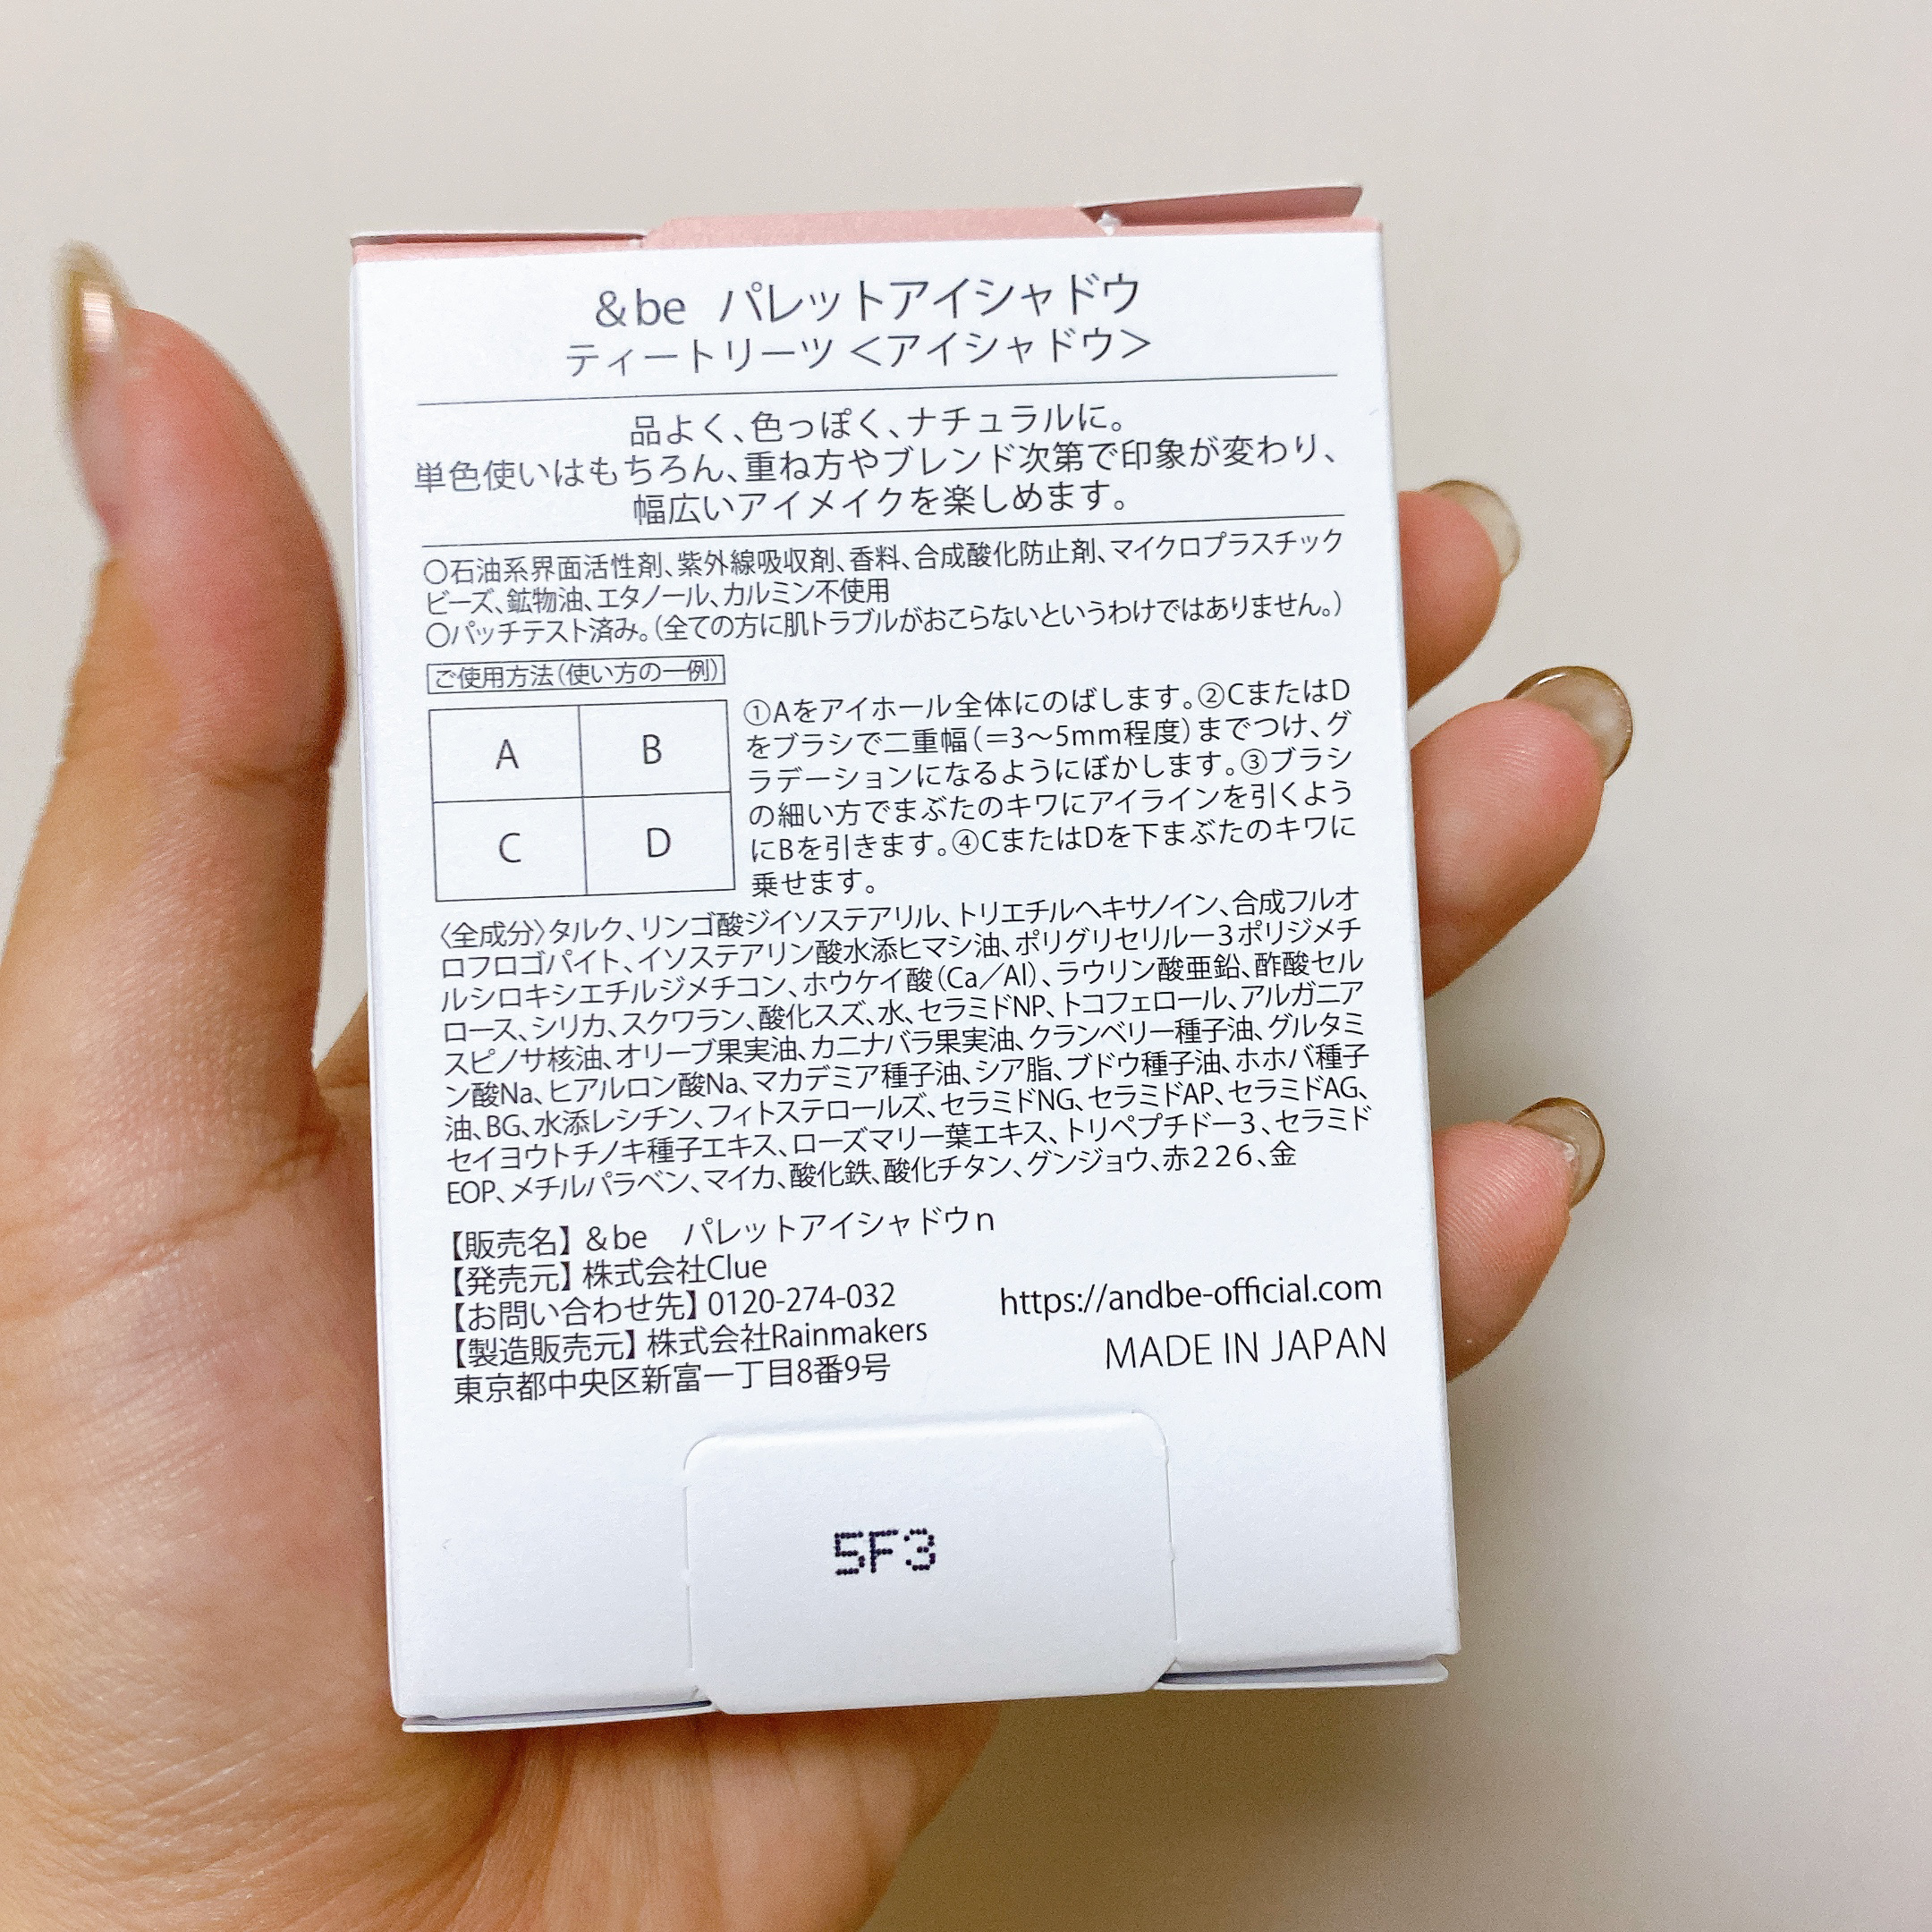 &be パレットアイシャドウ
ティートリーツ＜アイシャドウ＞
品よく、色っぽく、ナチュラルに。
単色使いはもちろん、重ね方やブレンド次第で印象が変わり、
幅広いアイメイクを楽しめます。
○石油系界面活性剤、紫外線吸収剤、香料、合成酸化防止剤、マイクロプラスチック
ビーズ、鉱物油、エタノール、カルミン不使用
○パッチテスト済み。（全ての方に肌トラブルがおこらないというわけではありません。）
ご使用方法（使い方の一例）
A B
C D
①Aをアイホール全体にのばします。②CまたはD
をブラシで二重幅（＝3〜5mm程度）までつけ、グ
ラデーションになるようにぼかします。③ブラシ
の細い方でまぶたのキワにアイラインを引くよう
にBを引きます。④CまたはDを下まぶたのキワに
乗せます。
〈全成分〉タルク、リンゴ酸ジイソステアリル、トリエチルヘキサノイン、合成フルオ
ロフロゴパイト、イソステアリン酸水添ヒマシ油、ポリグリセリルー３ポリジメチ
ルシロキシエチルジメチコン、ホウケイ酸（Ca／Al）、ラウリン酸亜鉛、酢酸セル
ロース、シリカ、スクワラン、酸化スズ、水、セラミドNP、トコフェロール、アルガニア
スピノサ核油、オリーブ果実油、カニナバラ果実油、クランベリー種子油、グルタミ
ン酸Na、ヒアルロン酸Na、マカデミア種子油、シア脂、ブドウ種子油、ホホバ種子
油、BG、水添レシチン、フィトステロールズ、セラミドNG、セラミドAP、セラミドAG、
セイヨウトチノキ種子エキス、ローズマリー葉エキス、トリペプチドー３、セラミド
EOP、メチルパラベン、マイカ、酸化鉄、酸化チタン、グンジョウ、赤２２６、金
【販売名】 &be パレットアイシャドウn
【発売元】 株式会社Clue
【お問い合わせ先】 0120-274-032
【製造販売元】 株式会社Rainmakers
東京都中央区新富一丁目8番9号
https://andbe-official.com
MADE IN JAPAN
5F3